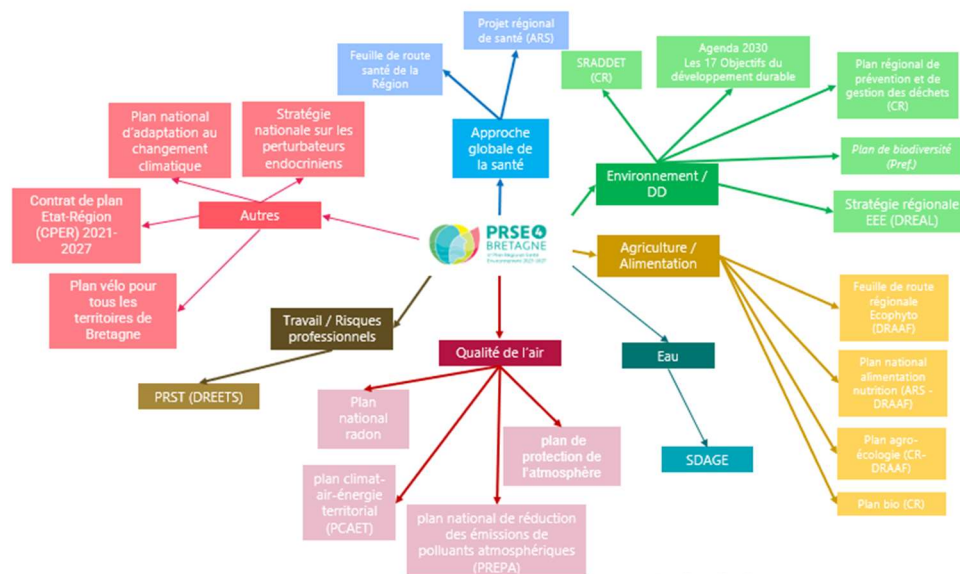 Projet régional
de santé (ARS)
Feuille de route
santé de la
Région
Approche
globale de
la santé
SRADDET
(CR)
Agenda 2030
Les 17 Objectifs du
développement durable
Plan régional de
prévention et de
gestion des déchets
(CR)
Plan de biodiversité
(Pref.)
Stratégie régionale
EEE (DREAL)
Environnement /
DD
Plan national
d'adaptation au
changement
climatique
Stratégie
nationale sur les
perturbateurs
endocriniens
Contrat de plan
Etat-Région
(CPER) 2021-
2027
Autres
Plan vélo pour
tous les
territoires de
Bretagne
PRSE4
BRETAGNE
4e Plan Régional Santé
Environnement 2023-2027
Agriculture /
Alimentation
Feuille de route
régionale
Ecophyto
(DRAAF)
Plan national
alimentation
nutrition (ARS -
DRAAF)
Plan agro-
écologie (CR-
DRAAF)
Plan bio (CR)
Travail / Risques
professionnels
PRST (DREETS)
Qualité de l'air
Plan
national
radon
plan climat-
air-énergie
territorial
(PCAET)
plan national de réduction
des émissions de
polluants atmosphériques
(PREPA)
plan de
protection de
l'atmosphère
Eau
SDAGE